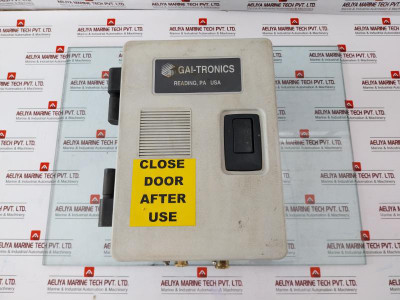 GAI-TRONICS
READING, PA USA
CLOSE
DOOR
AFTER
USE
AELIYA MARINE TECH PVT. LTD.
Marine & Industrial Automation & Machinery